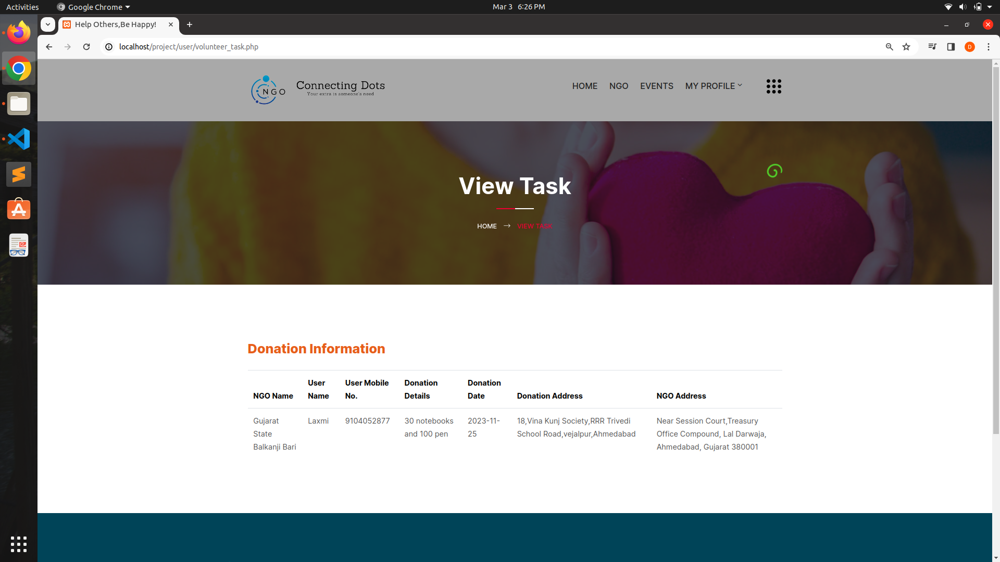 Activities
Google Chrome
Mar 3 6:26 PM
Help Others,Be Happy!
localhost/project/user/volunteer_task.php
D
NGO
Connecting Dots
Your extra is someone's need
HOME NGO EVENTS MY PROFILE
View Task
HOME → VIEW TASK
Donation Information
NGO Name User Name User Mobile No. Donation Details Donation Date Donation Address NGO Address
Gujarat State Balkanji Bari Laxmi 9104052877 30 notebooks and 100 pen 2023-11-25 18,Vina Kunj Society,RRR Trivedi School Road,vejalpur,Ahmedabad Near Session Court,Treasury Office Compound, Lal Darwaja, Ahmedabad, Gujarat 380001